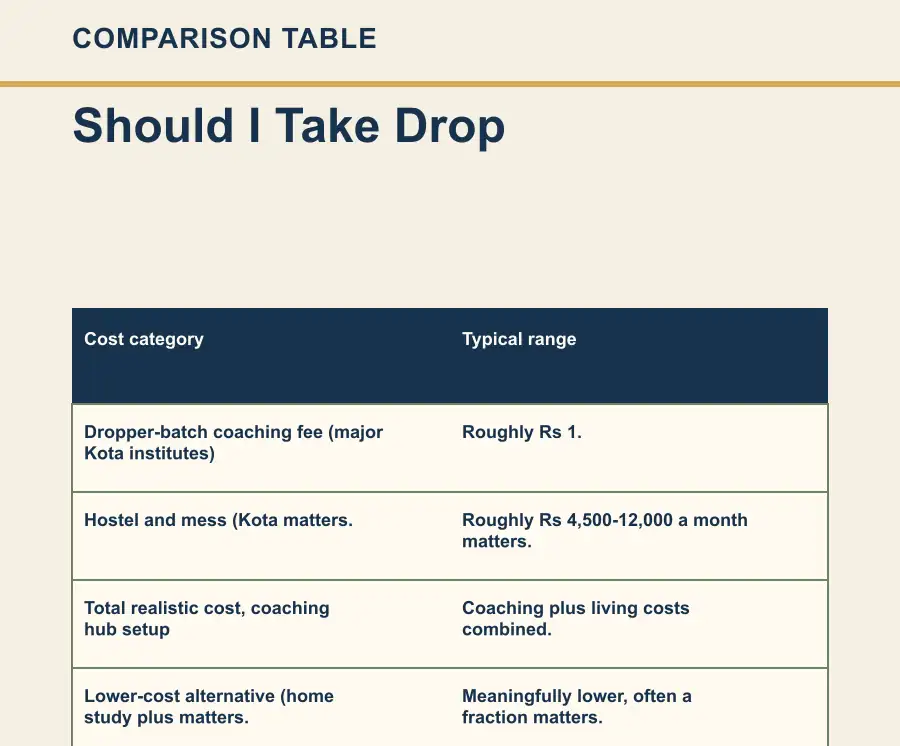 COMPARISON TABLE
Should I Take Drop
Cost category
Typical range
Dropper-batch coaching fee (major
Kota institutes)
Roughly Rs 1.
Hostel and mess (Kota matters.
Roughly Rs 4,500-12,000 a month
matters.
Total realistic cost, coaching
hub setup
Coaching plus living costs
combined.
Lower-cost alternative (home
study plus matters.
Meaningfully lower, often a
fraction matters.